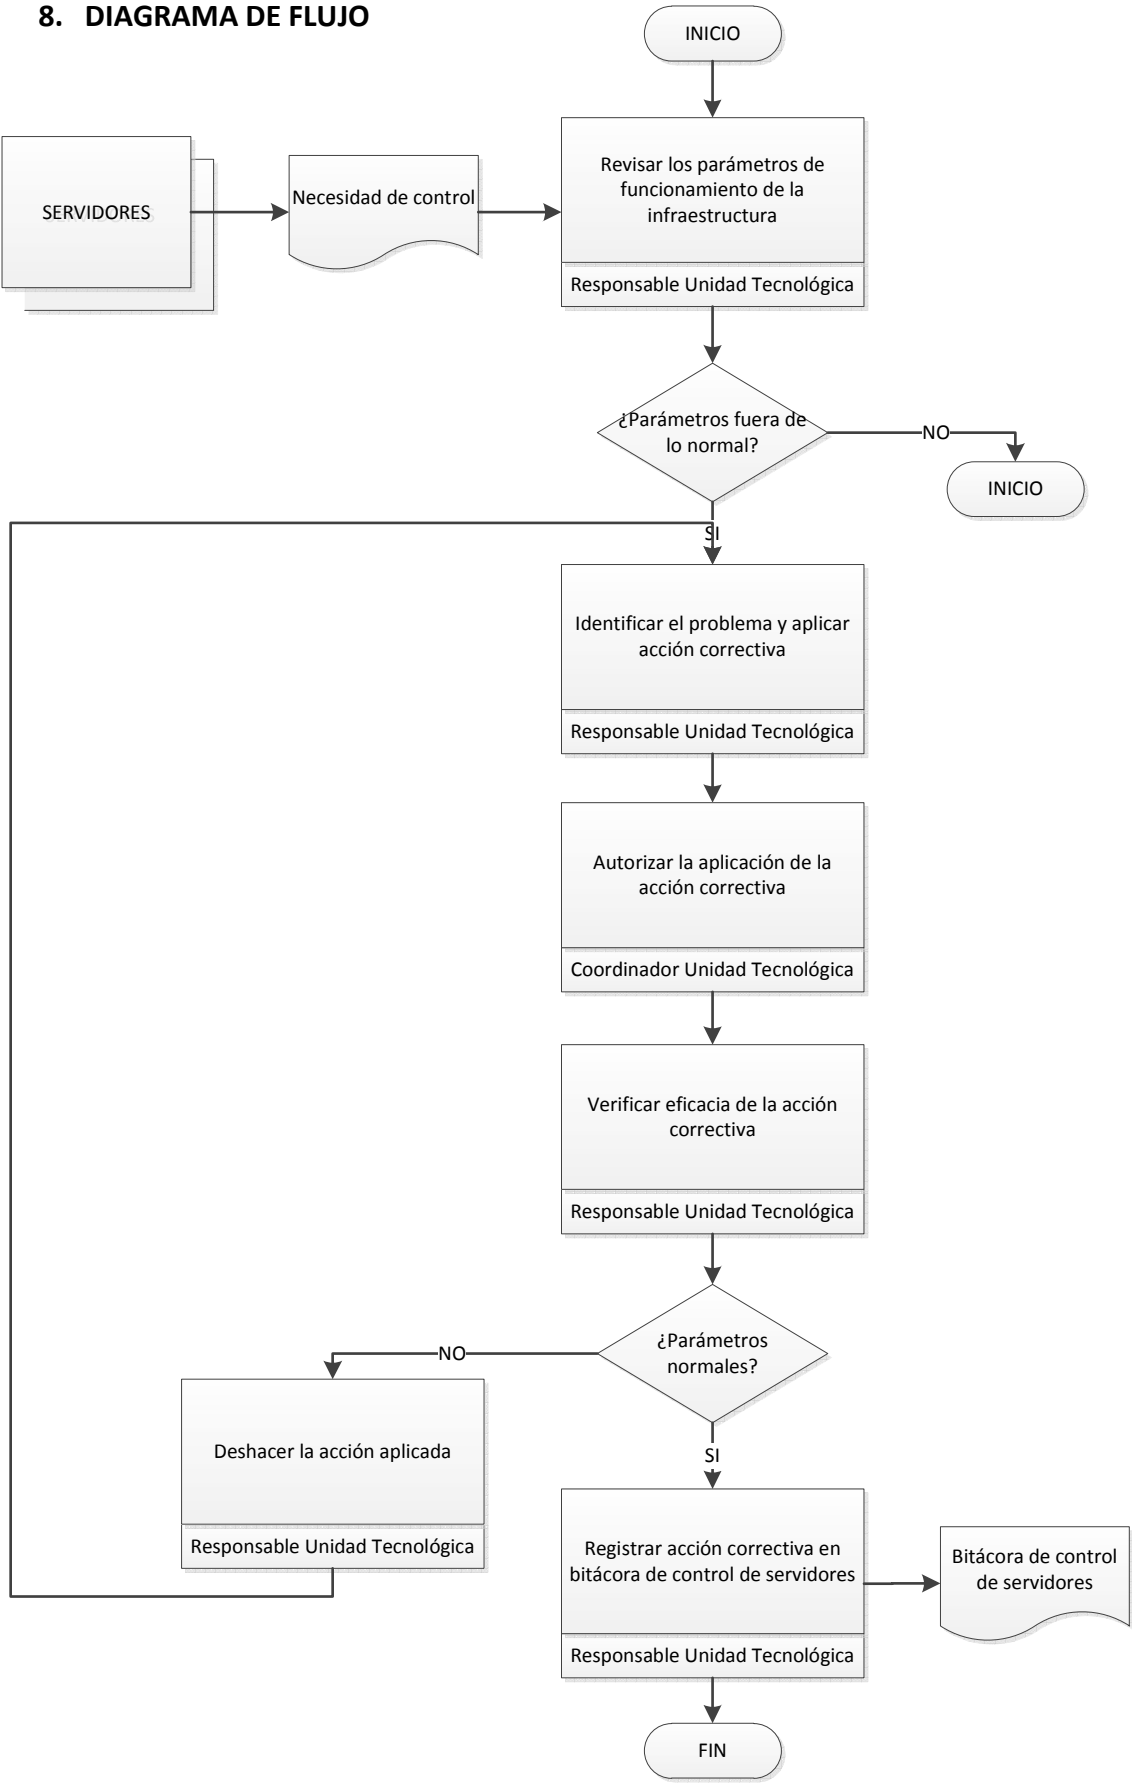 8. DIAGRAMA DE FLUJO
INICIO
Revisar los parámetros de
funcionamiento de la
infraestructura
Responsable Unidad Tecnológica
SERVIDORES
Necesidad de control
¿Parámetros fuera de
lo normal?
NO
INICIO
SI
Identificar el problema y aplicar
acción correctiva
Responsable Unidad Tecnológica
Autorizar la aplicación de la
acción correctiva
Coordinador Unidad Tecnológica
Verificar eficacia de la acción
correctiva
Responsable Unidad Tecnológica
¿Parámetros
normales?
NO
Deshacer la acción aplicada
Responsable Unidad Tecnológica
SI
Registrar acción correctiva en
bitácora de control de servidores
Responsable Unidad Tecnológica
Bitácora de control
de servidores
FIN